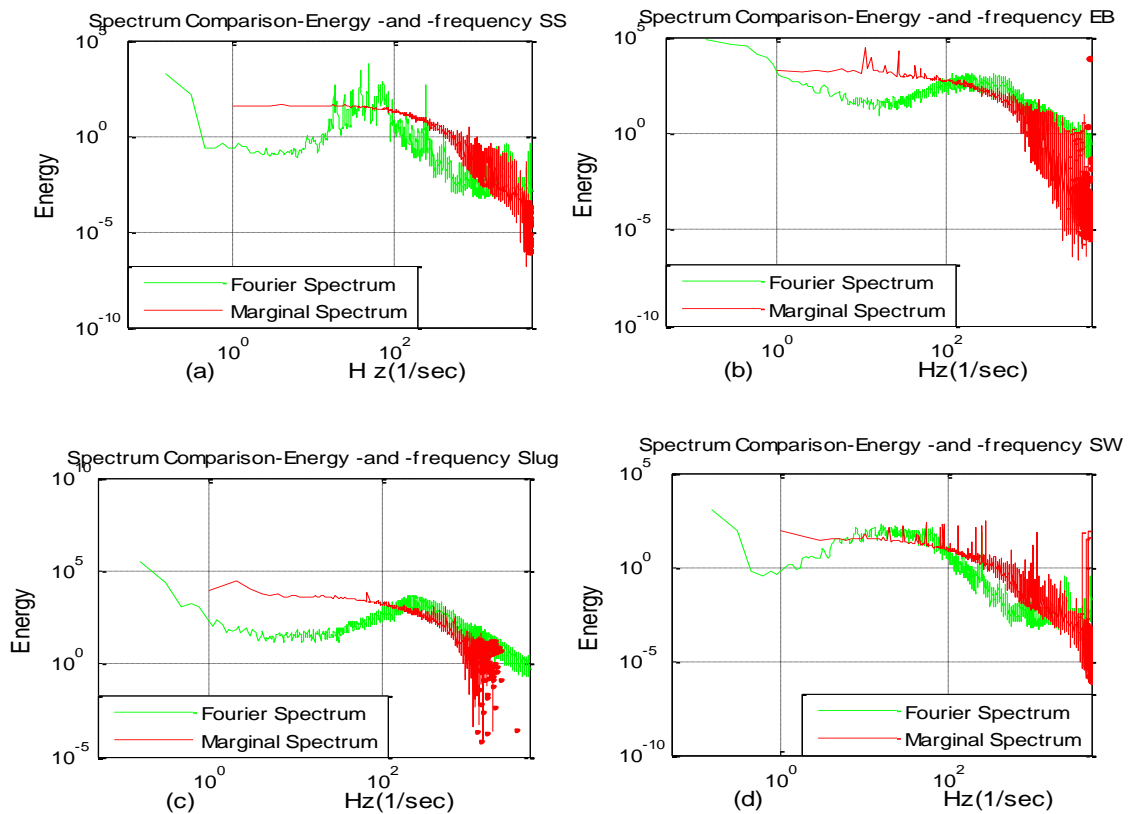 Spectrum Comparison-Energy -and -frequency SS
10^5
10^0
10^-5
10^-10
Energy
Fourier Spectrum
Marginal Spectrum
10^0
10^2
(a)
H z(1/sec)
Spectrum Comparison-Energy -and -frequency EB
10^5
10^0
10^-5
10^-10
Energy
Fourier Spectrum
Marginal Spectrum
10^0
10^2
(b)
Hz(1/sec)
Spectrum Comparison-Energy -and -frequency Slug
10^10
10^5
10^0
10^-5
Energy
Fourier Spectrum
Marginal Spectrum
10^0
10^2
(c)
Hz(1/sec)
Spectrum Comparison-Energy -and -frequency SW
10^5
10^0
10^-5
10^-10
Energy
Fourier Spectrum
Marginal Spectrum
10^0
10^2
(d)
Hz(1/sec)